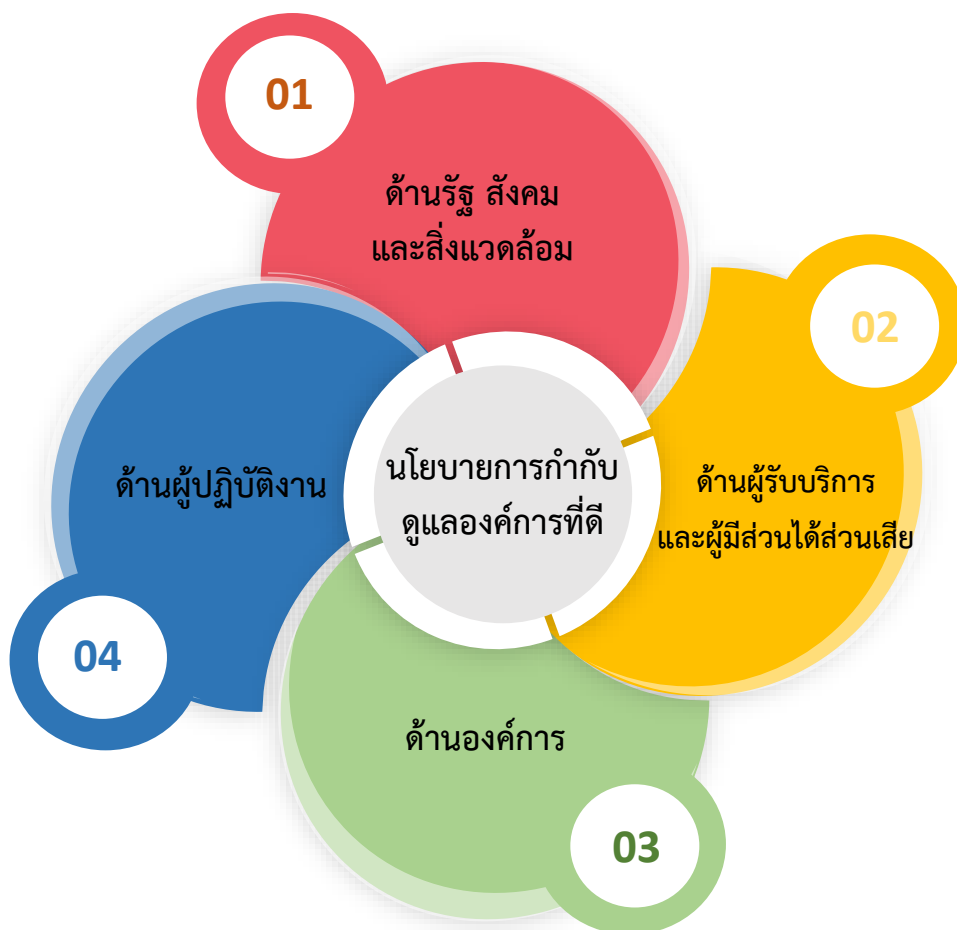 01
ด้านรัฐ สังคม
และสิ่งแวดล้อม
02
ด้านผู้รับบริการ
และผู้มีส่วนได้ส่วนเสีย
นโยบายการกำกับ
ดูแลองค์การที่ดี
ด้านผู้ปฏิบัติงาน
04
ด้านองค์การ
03